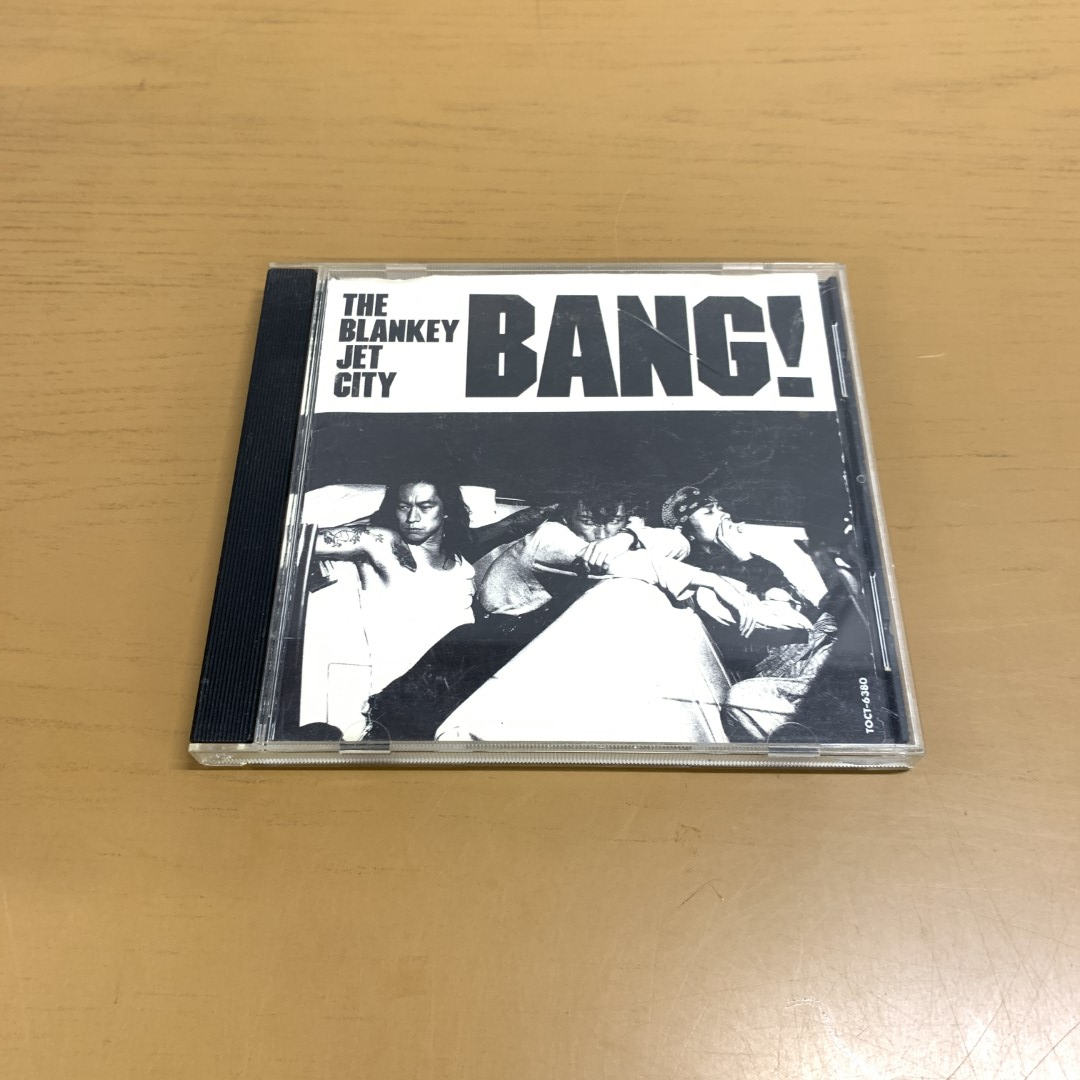 THE
BLANKEY
JET
CITY
BANG!
TOCT-6380